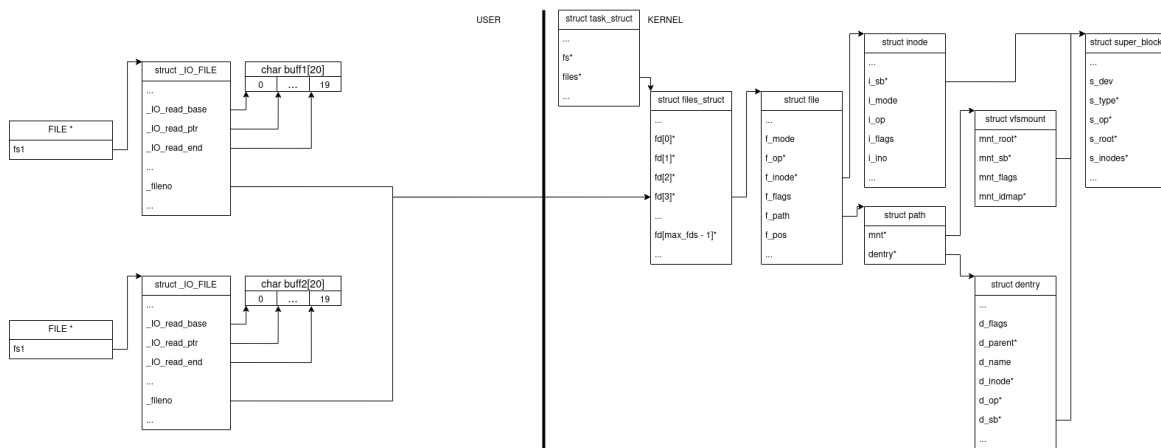 USER
KERNEL
FILE *
fs1
struct _IO_FILE
...
_IO_read_base
_IO_read_ptr
_IO_read_end
...
_fileno
...
char buff1[20]
0 ... 19
FILE *
fs1
struct _IO_FILE
...
_IO_read_base
_IO_read_ptr
_IO_read_end
...
_fileno
...
char buff2[20]
0 ... 19
struct task_struct
...
fs*
files*
...
struct files_struct
...
fd[0]*
fd[1]*
fd[2]*
fd[3]*
...
fd[max_fds - 1]*
...
struct file
...
f_mode
f_op*
f_inode*
f_flags
f_path
f_pos
...
struct inode
...
i_sb*
i_mode
i_op
i_flags
i_ino
...
struct path
mnt*
dentry*
struct vfsmount
mnt_root*
mnt_sb*
mnt_flags
mnt_idmap*
struct dentry
...
d_flags
d_parent*
d_name
d_inode*
d_op*
d_sb*
...
struct super_block
...
s_dev
s_type*
s_op*
s_root*
s_inodes*
...